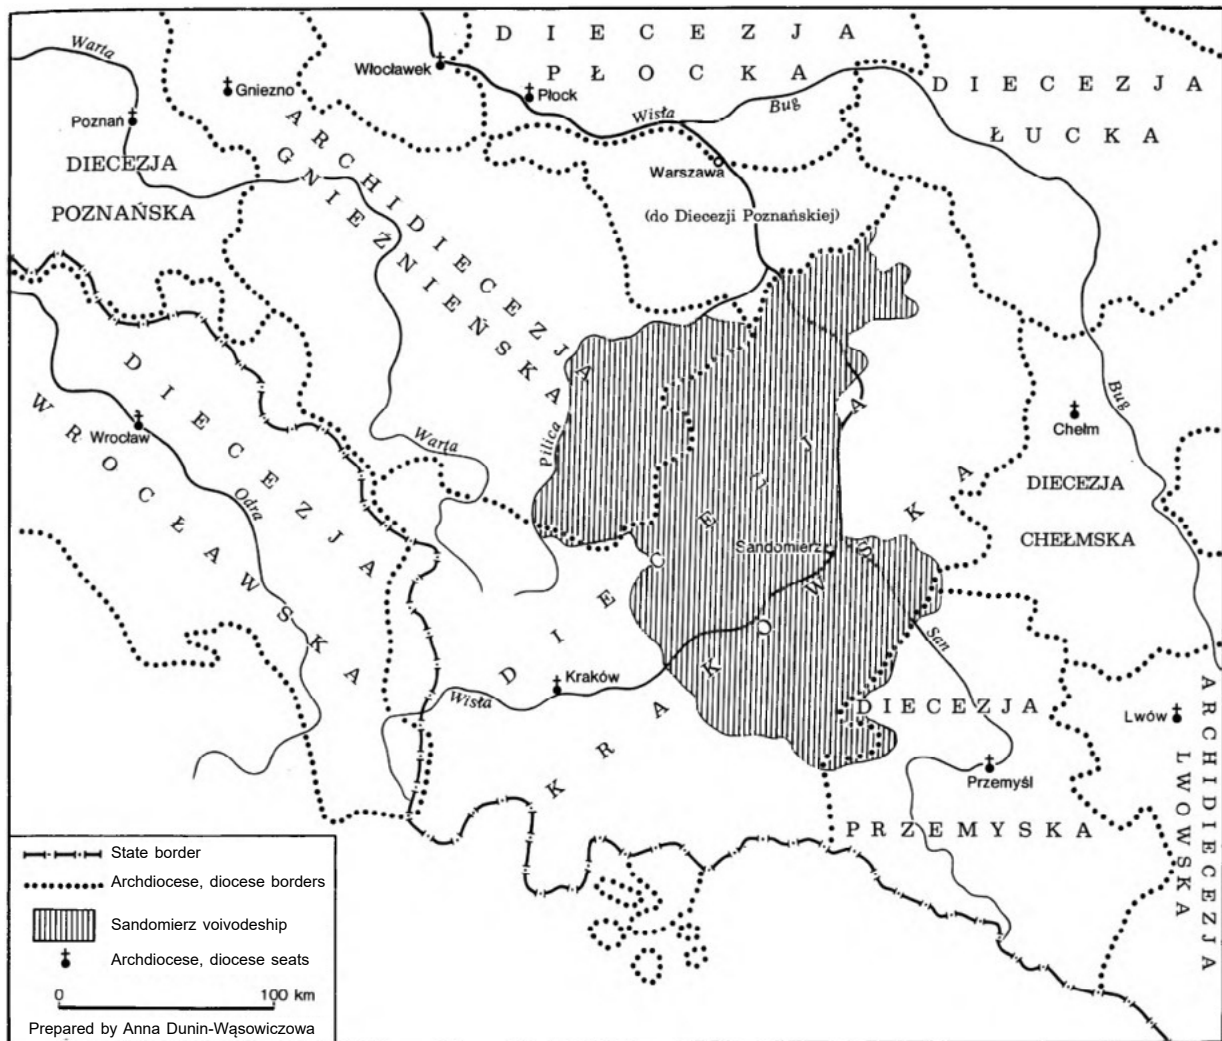 DIECEZJA
PŁOCKA
Warta
Włocławek
Gniezno
Płock
Poznań
Wisła
Bug
DIECEZJA
ŁUCKA
DIECEZJA
POZNAŃSKA
ARCHIDIECEZJA
GNIEŹNIEŃSKA
Warszawa
(do Diecezji Poznańskiej)
DIECEZJA
WROCŁAWSKA
Wrocław
Odra
Warta
Pilica
Bug
Chełm
DIECEZJA
CHEŁMSKA
Sandomierz
San
DIECEZJA
KRAKOWSKA
Kraków
Wisła
DIECEZJA
PRZEMYSKA
Przemyśl
Lwów
ARCHIDIECEZJA
LWOWSKA
State border
Archdiocese, diocese borders
Sandomierz voivodeship
Archdiocese, diocese seats
0 100 km
Prepared by Anna Dunin-Wąsowiczowa